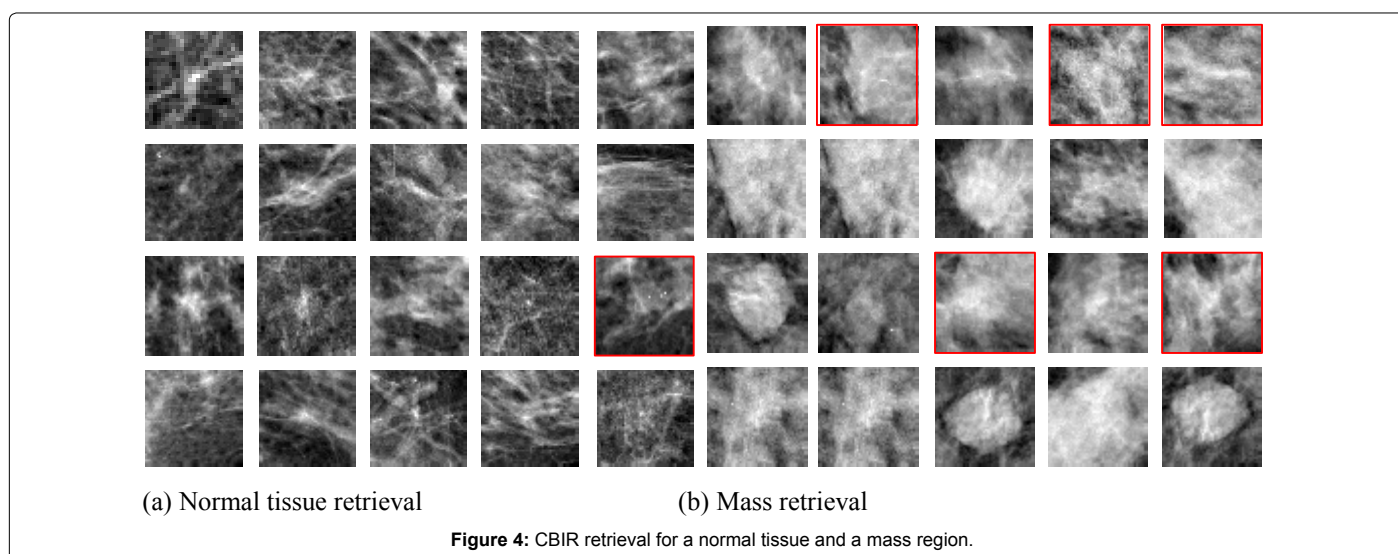 (a) Normal tissue retrieval
(b) Mass retrieval
Figure 4: CBIR retrieval for a normal tissue and a mass region.